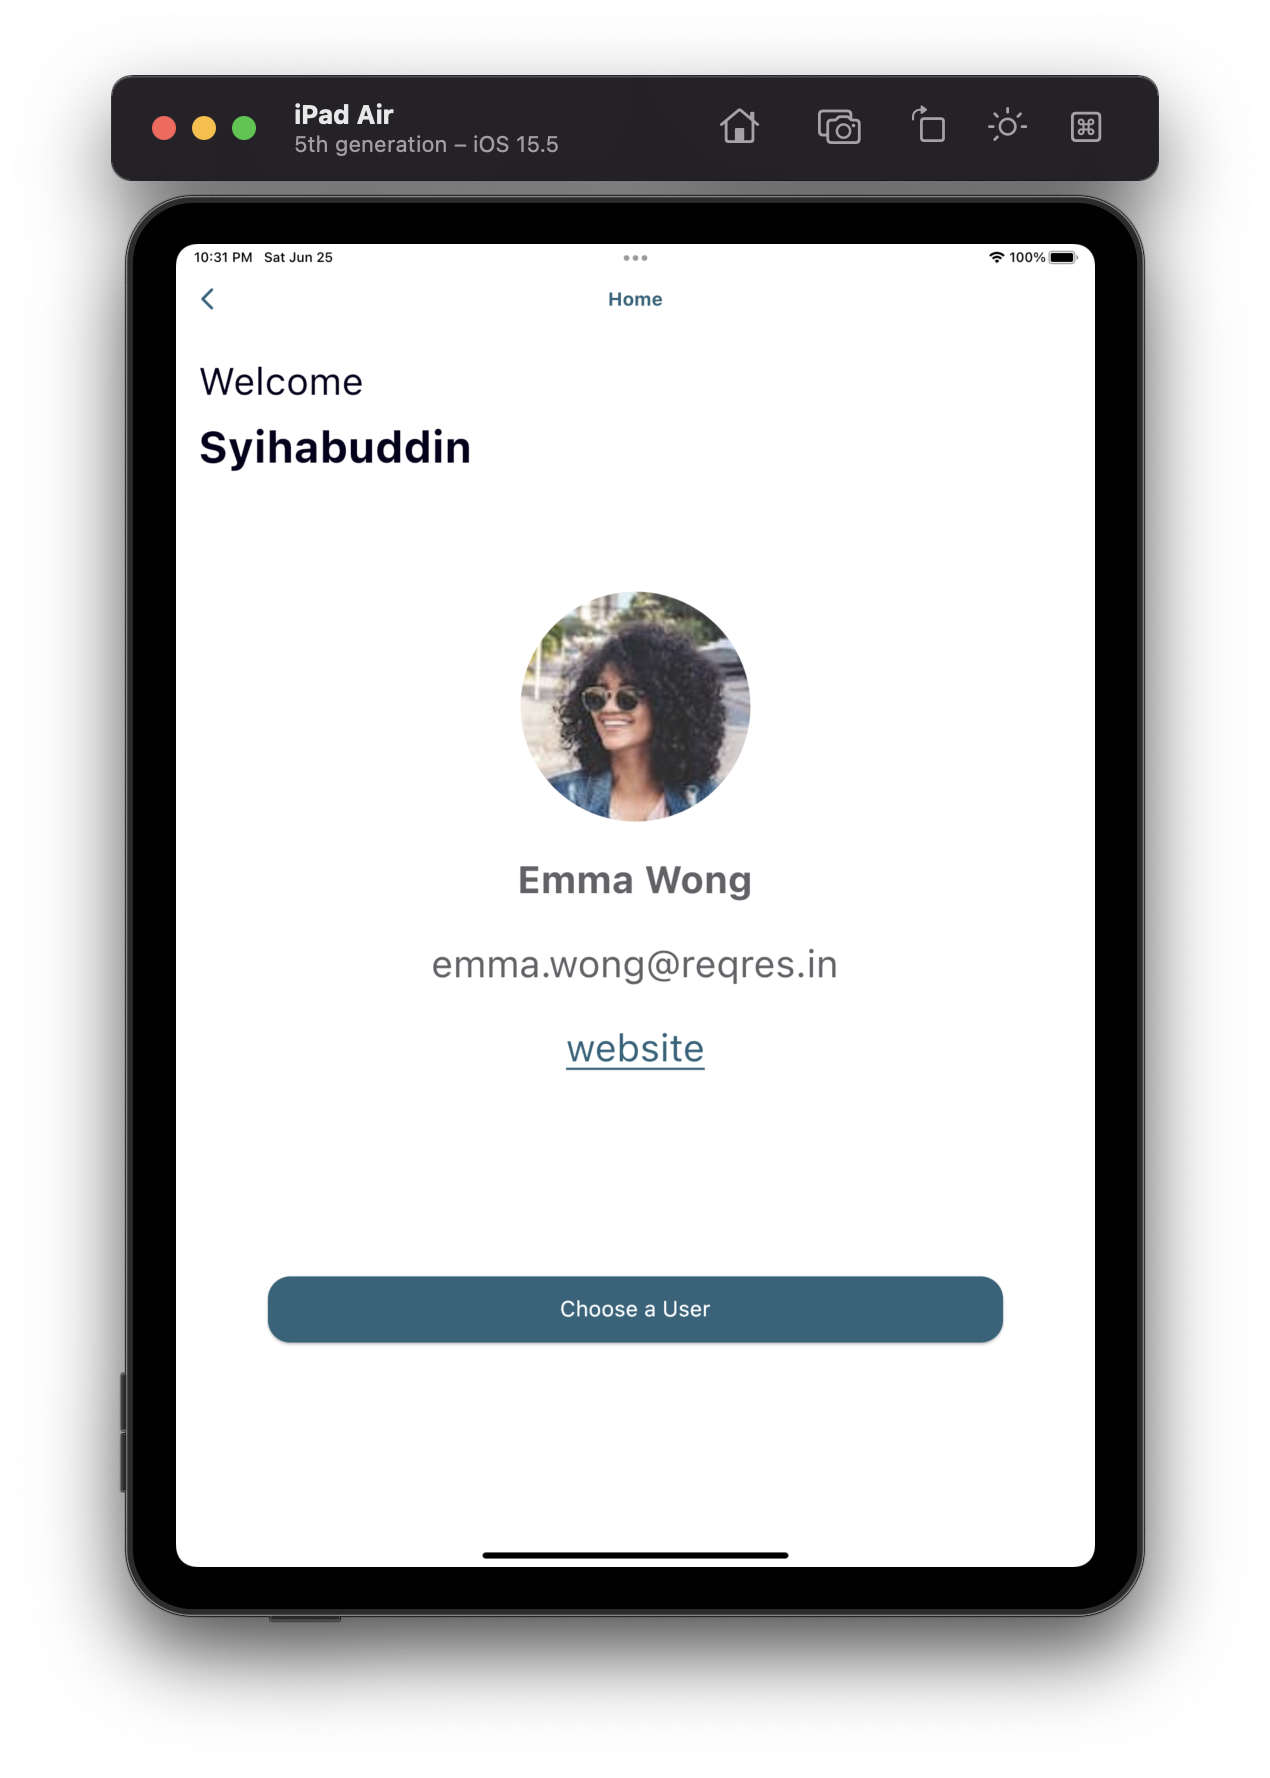 iPad Air
5th generation – iOS 15.5
10:31 PM Sat Jun 25
100%
Home
Welcome
Syihabuddin
Emma Wong
emma.wong@reqres.in
website
Choose a User